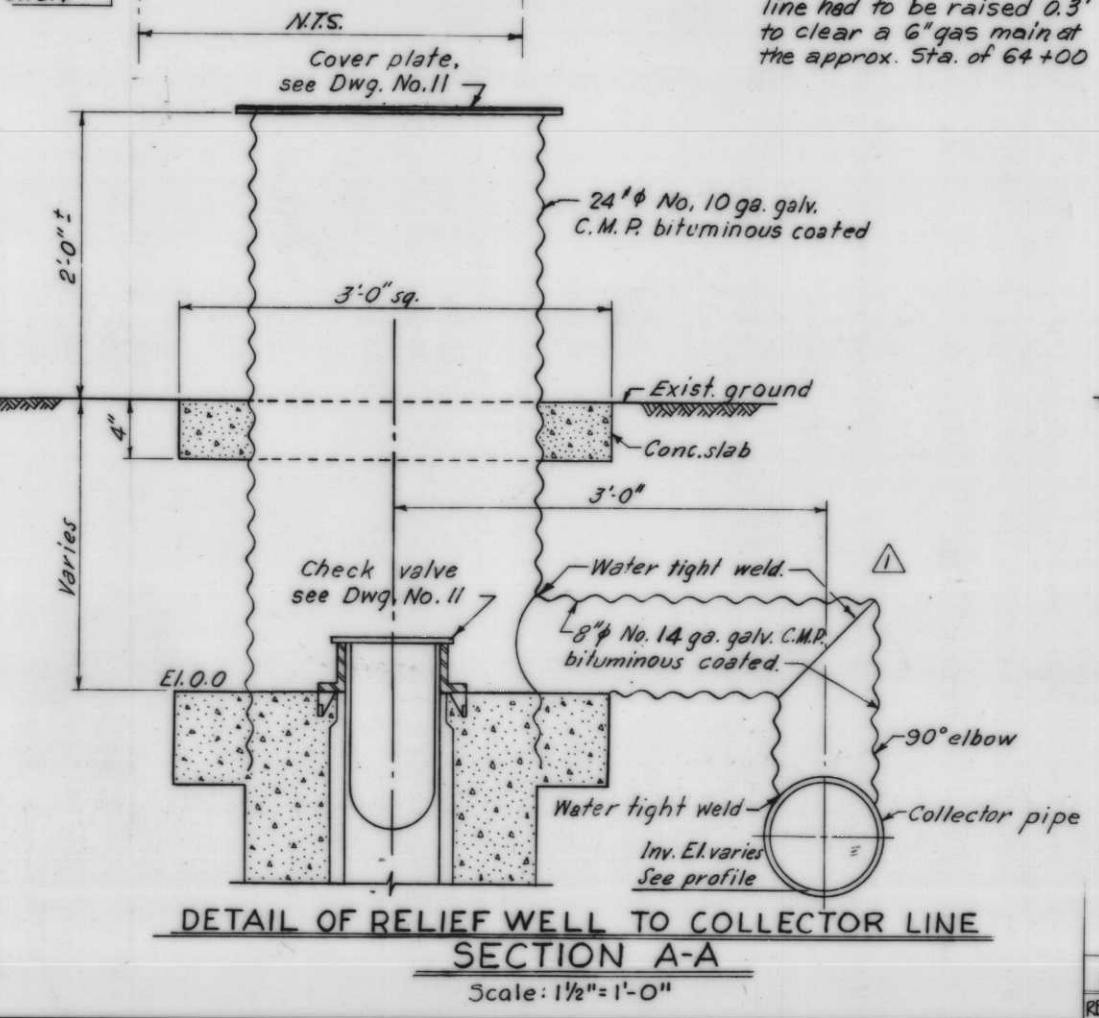 N.T.S.
line had to be raised 0.3'
to clear a 6" gas main at
the approx. Sta. of 64+00
Cover plate,
see Dwg. No.11
24"ϕ No. 10 ga. galv.
C.M.P. bituminous coated
2'-0"±
3'-0" sq.
Exist. ground
4"
Conc. slab
3'-0"
Varies
Check valve
see Dwg. No. 11
Water tight weld.
1
8"ϕ No. 14 ga. galv. C.M.P.
bituminous coated.
El. 0.0
90° elbow
Water tight weld
Collector pipe
Inv. El. varies
See profile
DETAIL OF RELIEF WELL TO COLLECTOR LINE
SECTION A-A
Scale: 1½"=1'-0"